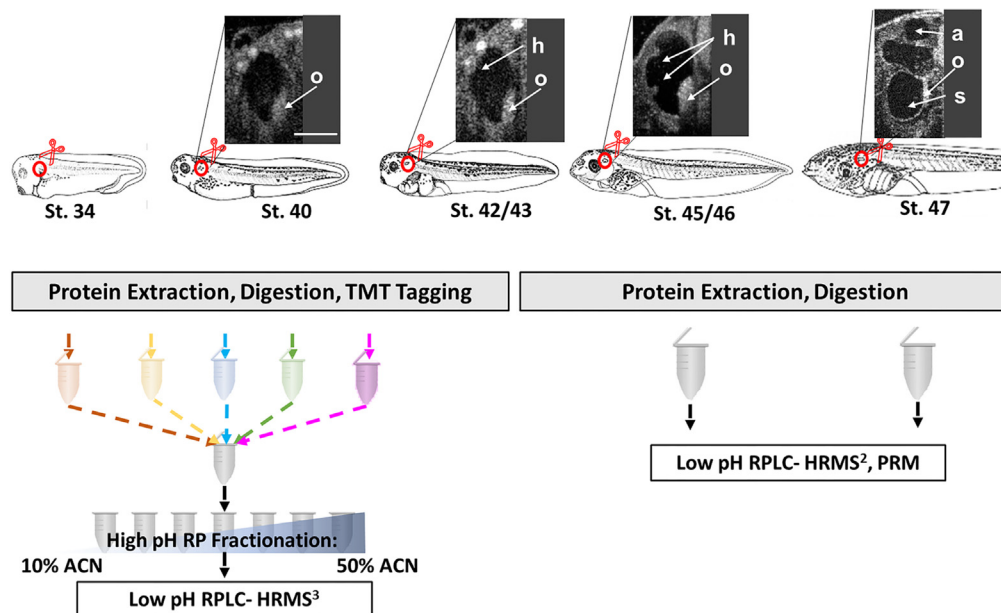 o
h
o
h
o
a
o
s
St. 34
St. 40
St. 42/43
St. 45/46
St. 47
Protein Extraction, Digestion, TMT Tagging
Protein Extraction, Digestion
Low pH RPLC- HRMS², PRM
High pH RP Fractionation:
10% ACN
50% ACN
Low pH RPLC- HRMS³